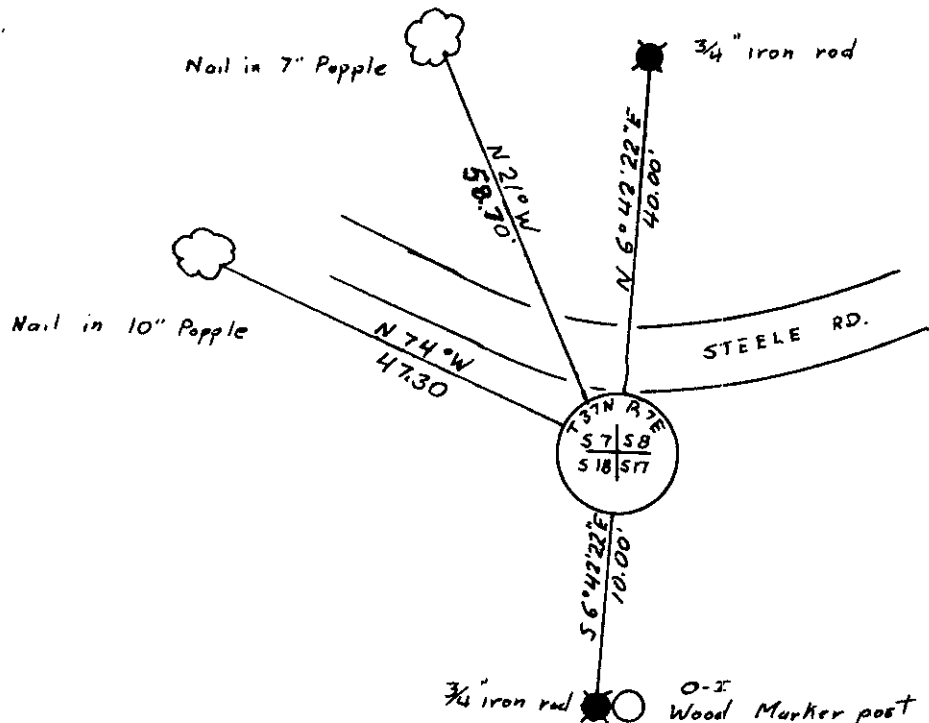 Nail in 7" Popple
3/4" iron rod
N 21° W
58.70'
N 6° 42' 22" E
40.00'
Nail in 10" Popple
N 74° W
47.30
STEELE RD.
T 37 N R 7 E
S 7 S 8
S 18 S 17
S 6° 42' 22" E
10.00'
3/4" iron rod
O-I
Wood Marker post